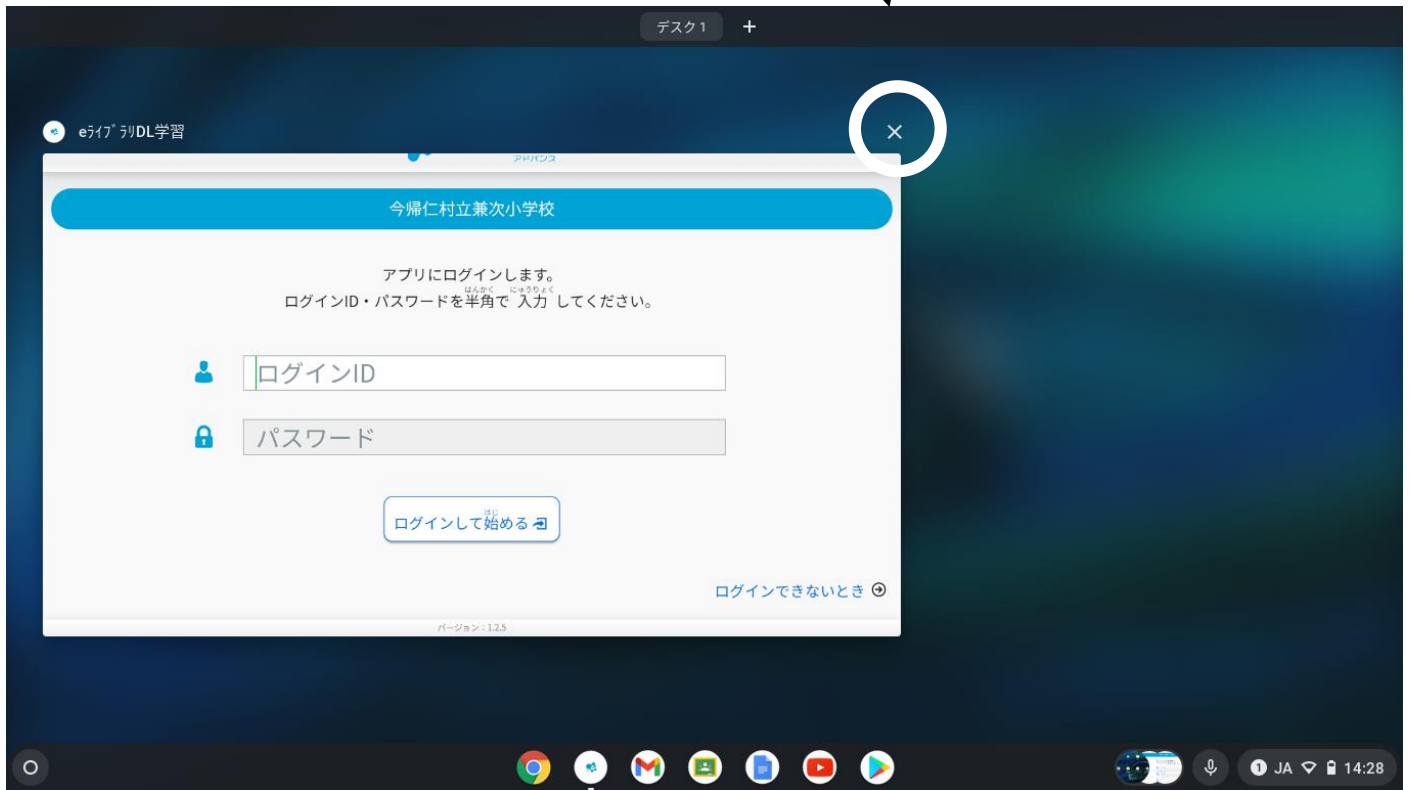 デスク1 +
eﾗｲﾌﾞﾗﾘDL学習
アドバンス
今帰仁村立兼次小学校
アプリにログインします。
はんかく にゅうりょく
ログインID・パスワードを半角で 入力 してください。
ログインID
パスワード
はじ
ログインして始める
ログインできないとき
バージョン：1.2.5
1 JA 14:28